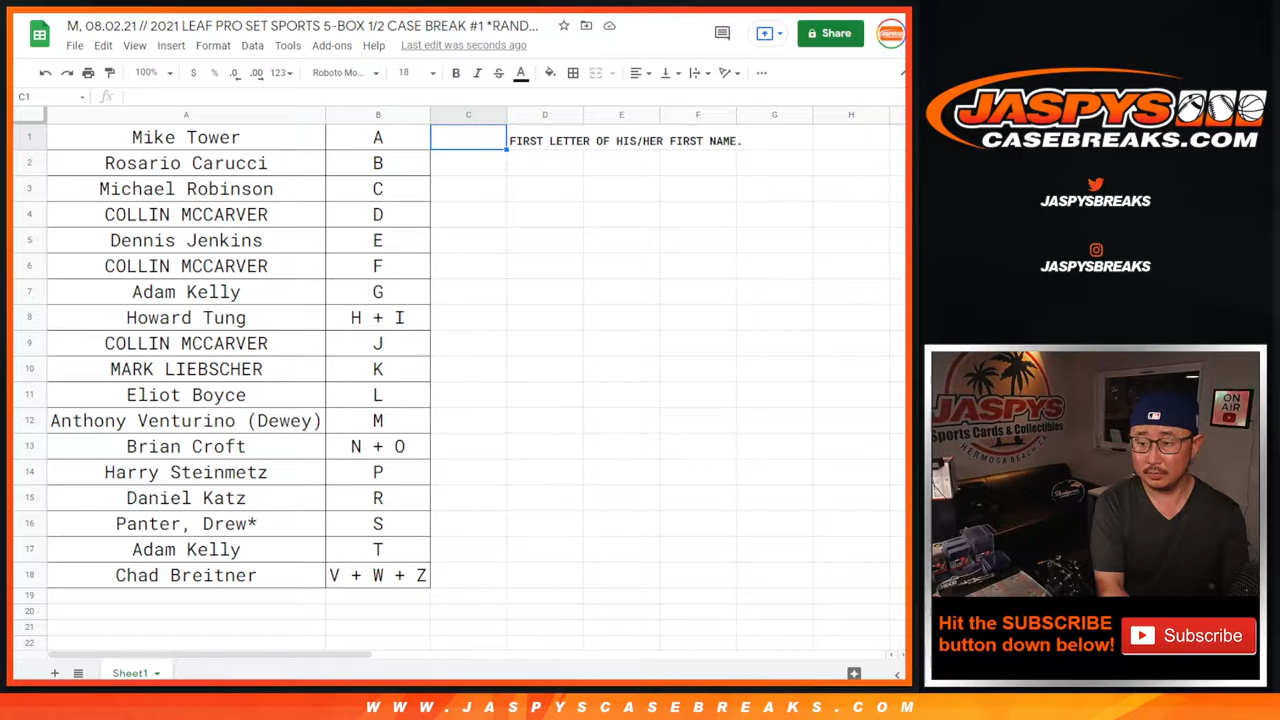 M, 08.02.21 // 2021 LEAF PRO SET SPORTS 5-BOX 1/2 CASE BREAK #1 *RAND...
File Edit View Insert Format Data Tools Add-ons Help Last edit was seconds ago
Share
100% $ % .0 .00 123 Roboto Mo... 18 B I S A
C1 fx
A B C D E F G H
1 Mike Tower A FIRST LETTER OF HIS/HER FIRST NAME.
2 Rosario Carucci B
3 Michael Robinson C
4 COLLIN MCCARVER D
5 Dennis Jenkins E
6 COLLIN MCCARVER F
7 Adam Kelly G
8 Howard Tung H + I
9 COLLIN MCCARVER J
10 MARK LIEBSCHER K
11 Eliot Boyce L
12 Anthony Venturino (Dewey) M
13 Brian Croft N + O
14 Harry Steinmetz P
15 Daniel Katz R
16 Panter, Drew* S
17 Adam Kelly T
18 Chad Breitner V + W + Z
19
20
21
22
Sheet1
JASPYS
CASEBREAKS.COM
JASPYSBREAKS
JASPYSBREAKS
JASPYS
Sports Cards & Collectibles
HERMOSA BEACH CA
ON AIR
Hit the SUBSCRIBE
button down below!
Subscribe
WWW.JASPYSCASEBREAKS.COM